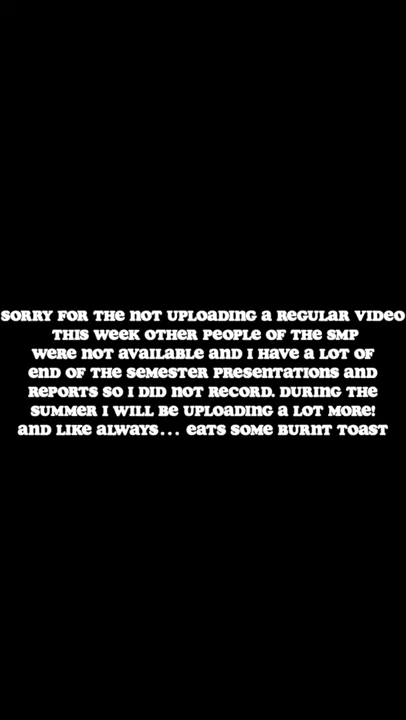 SORRY FOR THE NOT UPLOADING A REGULAR VIDEO
THIS WEEK OTHER PEOPLE OF THE SMP
WERE NOT AVAILABLE AND I HAVE A LOT OF
END OF THE SEMESTER PRESENTATIONS AND
REPORTS SO I DID NOT RECORD. DURING THE
SUMMER I WILL BE UPLOADING A LOT MORE!
AND LIKE ALWAYS... EATS SOME BURNT TOAST